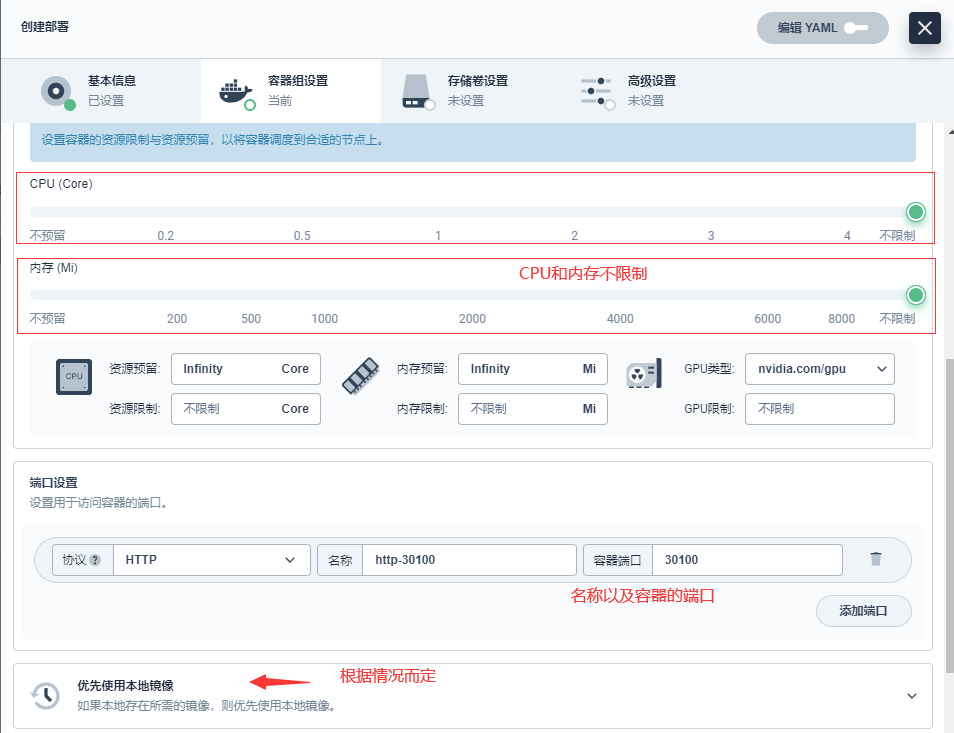 创建部署
编辑 YAML
基本信息
已设置
容器组设置
当前
存储卷设置
未设置
高级设置
未设置
设置容器的资源限制与资源预留，以将容器调度到合适的节点上。
CPU (Core)
不预留 0.2 0.5 1 2 3 4 不限制
内存 (Mi)
CPU和内存不限制
不预留 200 500 1000 2000 4000 6000 8000 不限制
CPU
资源预留: Infinity Core 内存预留: Infinity Mi GPU类型: nvidia.com/gpu
资源限制: 不限制 Core 内存限制: 不限制 Mi GPU限制: 不限制
端口设置
设置用于访问容器的端口。
协议 ? HTTP 名称 http-30100 容器端口 30100
名称以及容器的端口
添加端口
根据情况而定
优先使用本地镜像
如果本地存在所需的镜像，则优先使用本地镜像。